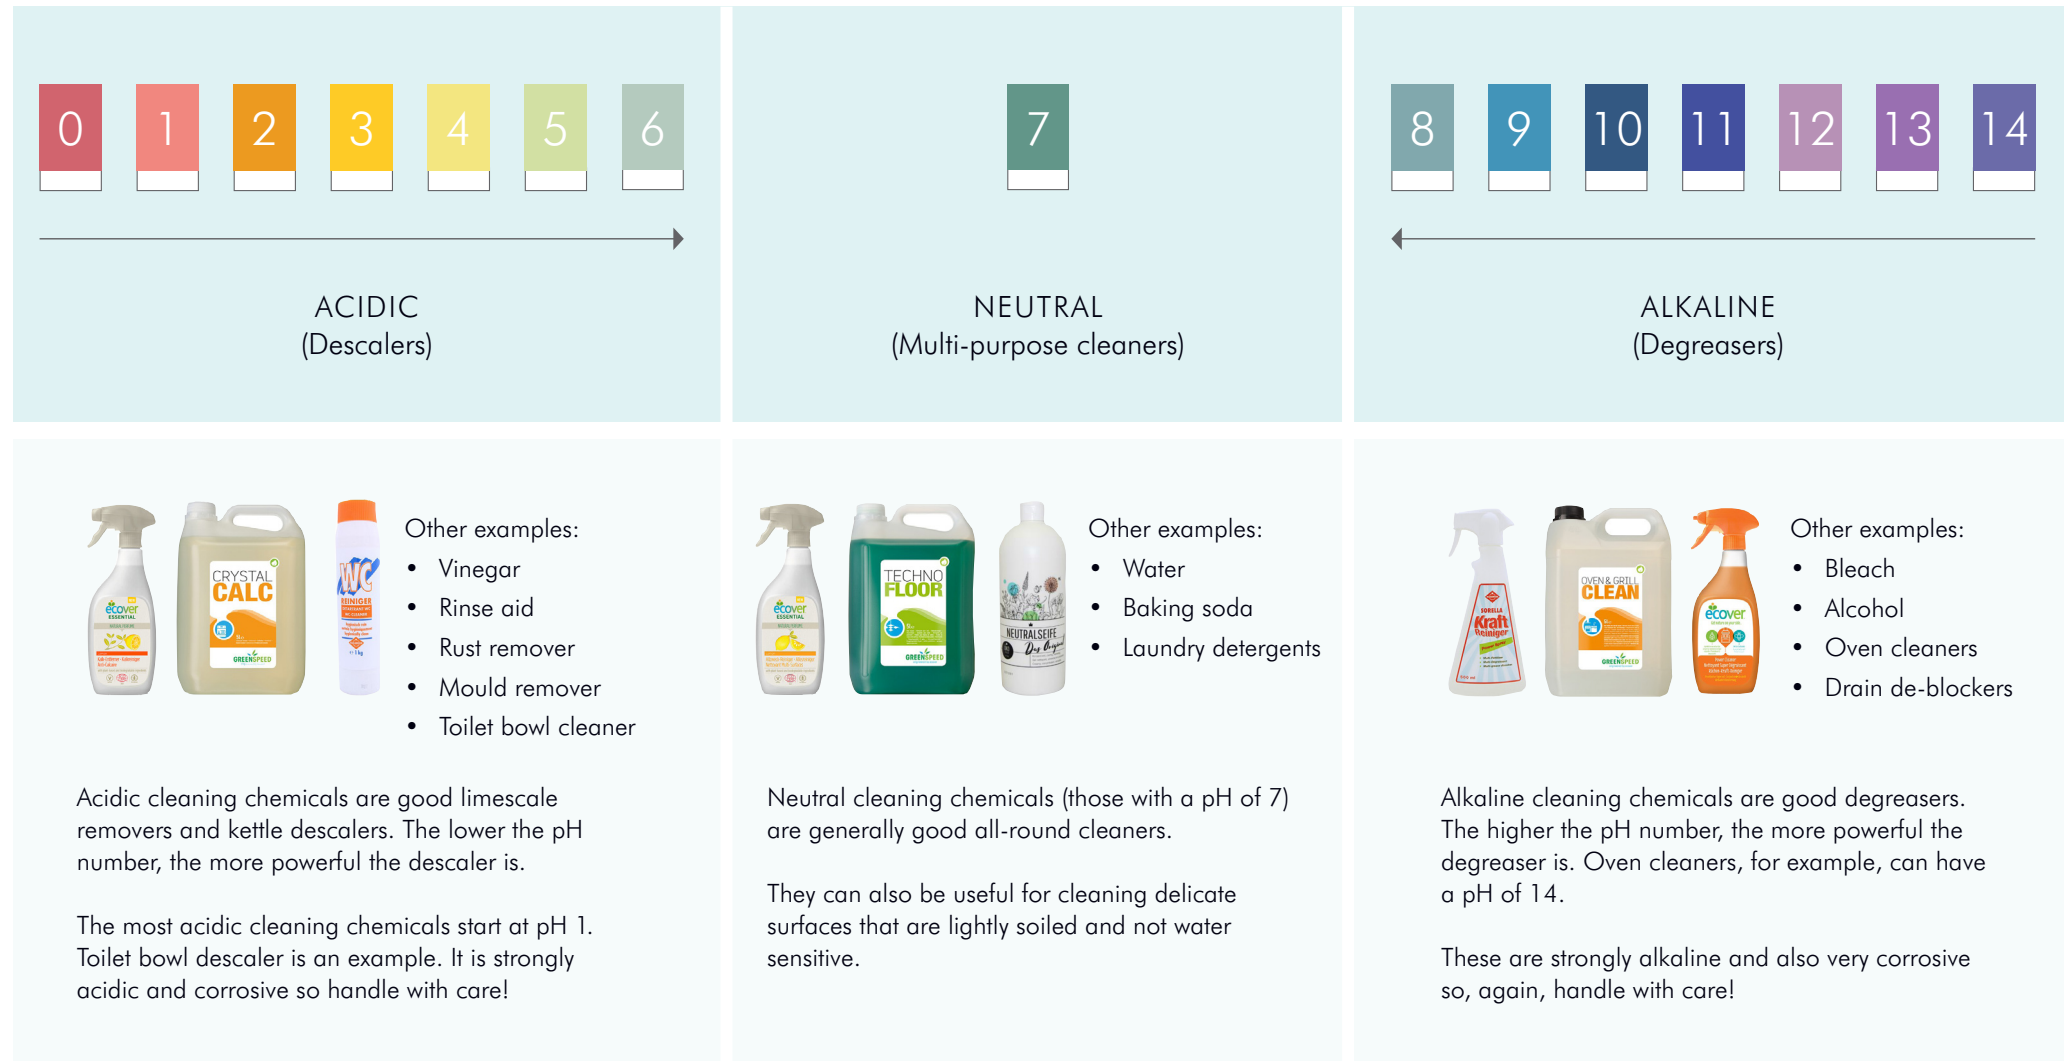 0 1 2 3 4 5 6
ACIDIC
(Descalers)
7
NEUTRAL
(Multi-purpose cleaners)
8 9 10 11 12 13 14
ALKALINE
(Degreasers)
ecover
ESSENTIAL
CRYSTAL
CALC
GREENSPEED
WC
REINIGER
1 kg
Other examples:
• Vinegar
• Rinse aid
• Rust remover
• Mould remover
• Toilet bowl cleaner
Acidic cleaning chemicals are good limescale
removers and kettle descalers. The lower the pH
number, the more powerful the descaler is.
The most acidic cleaning chemicals start at pH 1.
Toilet bowl descaler is an example. It is strongly
acidic and corrosive so handle with care!
ecover
ESSENTIAL
TECHNO
FLOOR
GREENSPEED
NEUTRALSEIFE
Das Original
Other examples:
• Water
• Baking soda
• Laundry detergents
Neutral cleaning chemicals (those with a pH of 7)
are generally good all-round cleaners.
They can also be useful for cleaning delicate
surfaces that are lightly soiled and not water
sensitive.
SORELLA
Kraft
Reiniger
OVEN & GRILL
CLEAN
GREENSPEED
ecover
Other examples:
• Bleach
• Alcohol
• Oven cleaners
• Drain de-blockers
Alkaline cleaning chemicals are good degreasers.
The higher the pH number, the more powerful the
degreaser is. Oven cleaners, for example, can have
a pH of 14.
These are strongly alkaline and also very corrosive
so, again, handle with care!